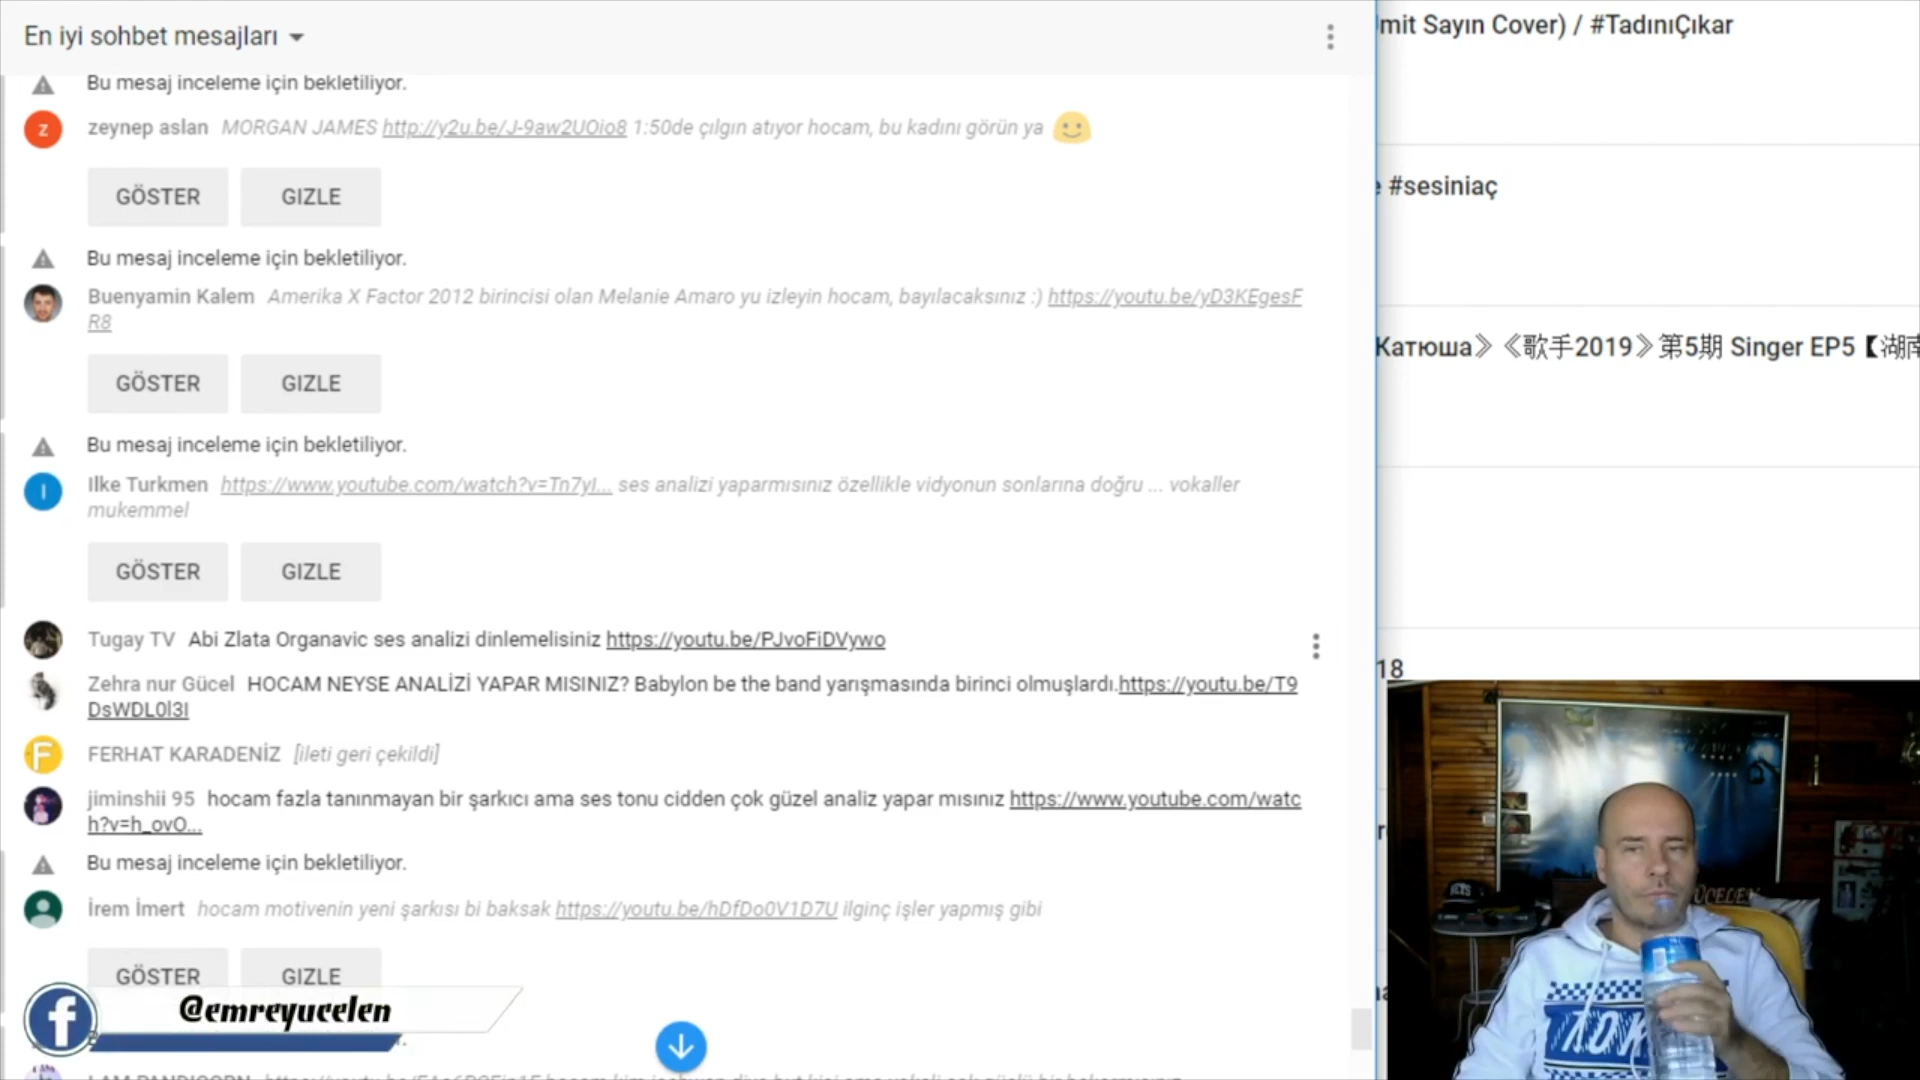 En iyi sohbet mesajları
Bu mesaj inceleme için bekletiliyor.
zeynep aslan MORGAN JAMES http://y2u.be/J-9aw2UOio8 1:50de çılgın atıyor hocam, bu kadını görün ya
GÖSTER GIZLE
Bu mesaj inceleme için bekletiliyor.
Buenyamin Kalem Amerika X Factor 2012 birincisi olan Melanie Amaro yu izleyin hocam, bayılacaksınız :) https://youtu.be/yD3KEgesF
R8
GÖSTER GIZLE
Bu mesaj inceleme için bekletiliyor.
Ilke Turkmen https://www.youtube.com/watch?v=Tn7yI... ses analizi yaparmısınız özellikle vidyonun sonlarına doğru ... vokaller
mukemmel
GÖSTER GIZLE
Tugay TV Abi Zlata Organavic ses analizi dinlemelisiniz https://youtu.be/PJvoFiDVywo
Zehra nur Gücel HOCAM NEYSE ANALİZİ YAPAR MISINIZ? Babylon be the band yarışmasında birinci olmuşlardı.https://youtu.be/T9
DsWDL0l3I
FERHAT KARADENİZ [ileti geri çekildi]
jiminshii 95 hocam fazla tanınmayan bir şarkıcı ama ses tonu cidden çok güzel analiz yapar mısınız https://www.youtube.com/watc
h?v=h_ovO...
Bu mesaj inceleme için bekletiliyor.
İrem İmert hocam motivenin yeni şarkısı bi baksak https://youtu.be/hDfDo0V1D7U ilginç işler yapmış gibi
GÖSTER GIZLE
@emreyucelen
mit Sayın Cover) / #TadınıÇıkar
e #sesiniaç
Катюша》《歌手2019》第5期 Singer EP5【湖南
18